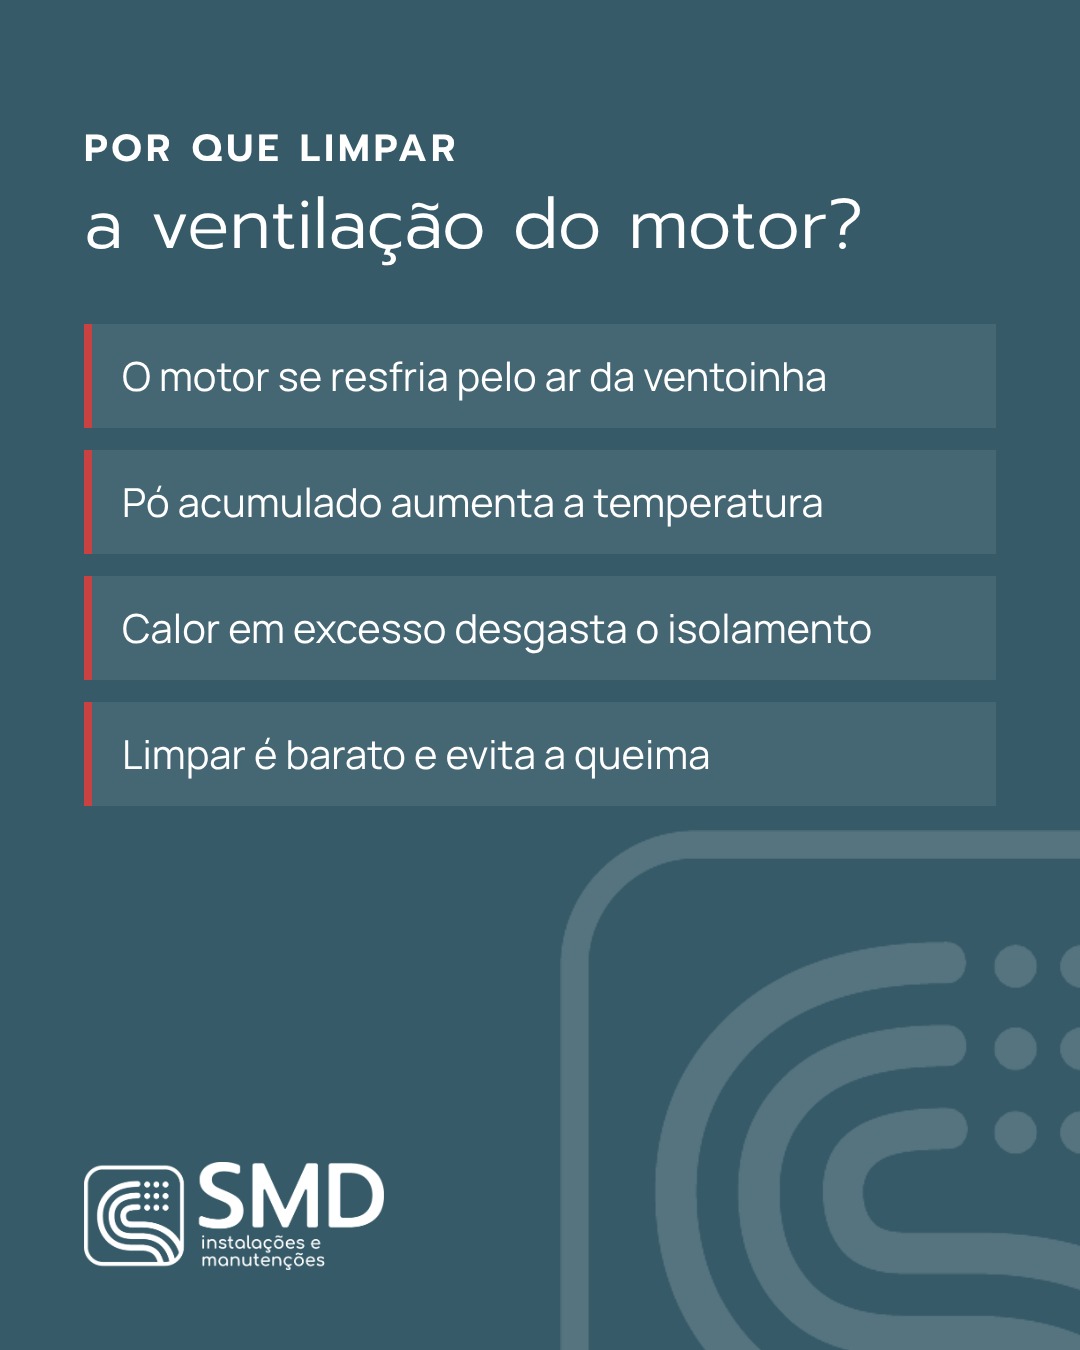 POR QUE LIMPAR
a ventilação do motor?
O motor se resfria pelo ar da ventoinha
Pó acumulado aumenta a temperatura
Calor em excesso desgasta o isolamento
Limpar é barato e evita a queima
SMD
instalações e
manutenções